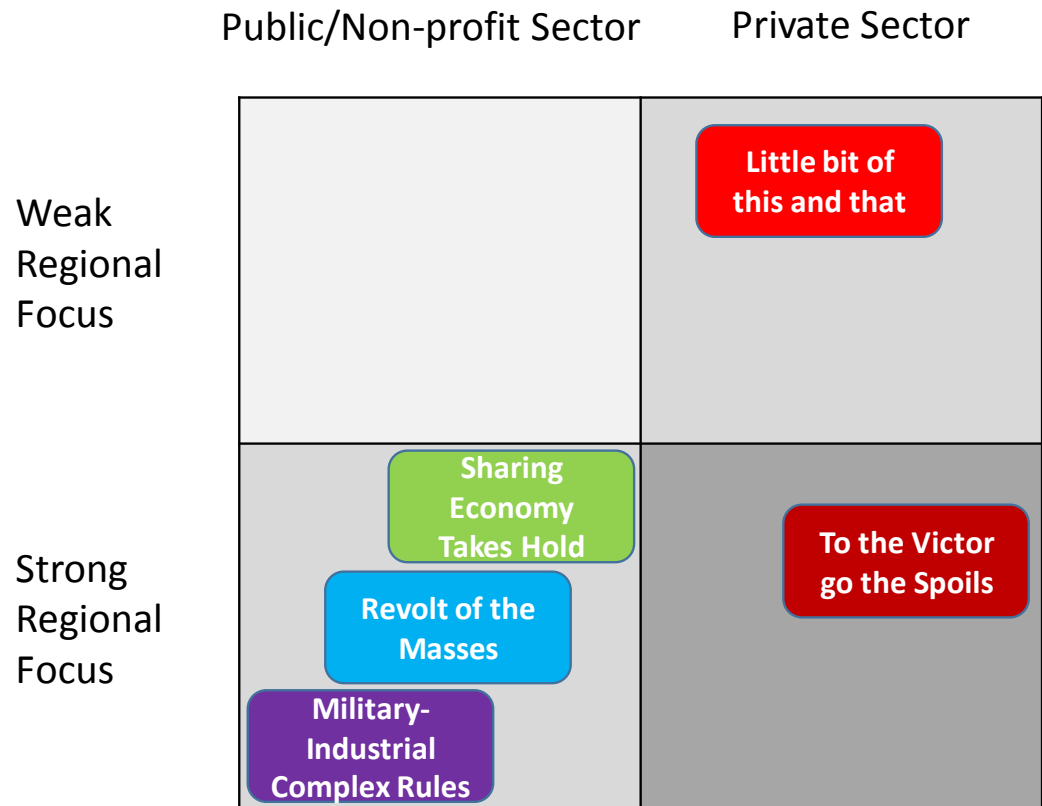 Public/Non-profit Sector
Private Sector
Weak
Regional
Focus
Little bit of
this and that
Strong
Regional
Focus
Sharing
Economy
Takes Hold
Revolt of the
Masses
Military-
Industrial
Complex Rules
To the Victor
go the Spoils